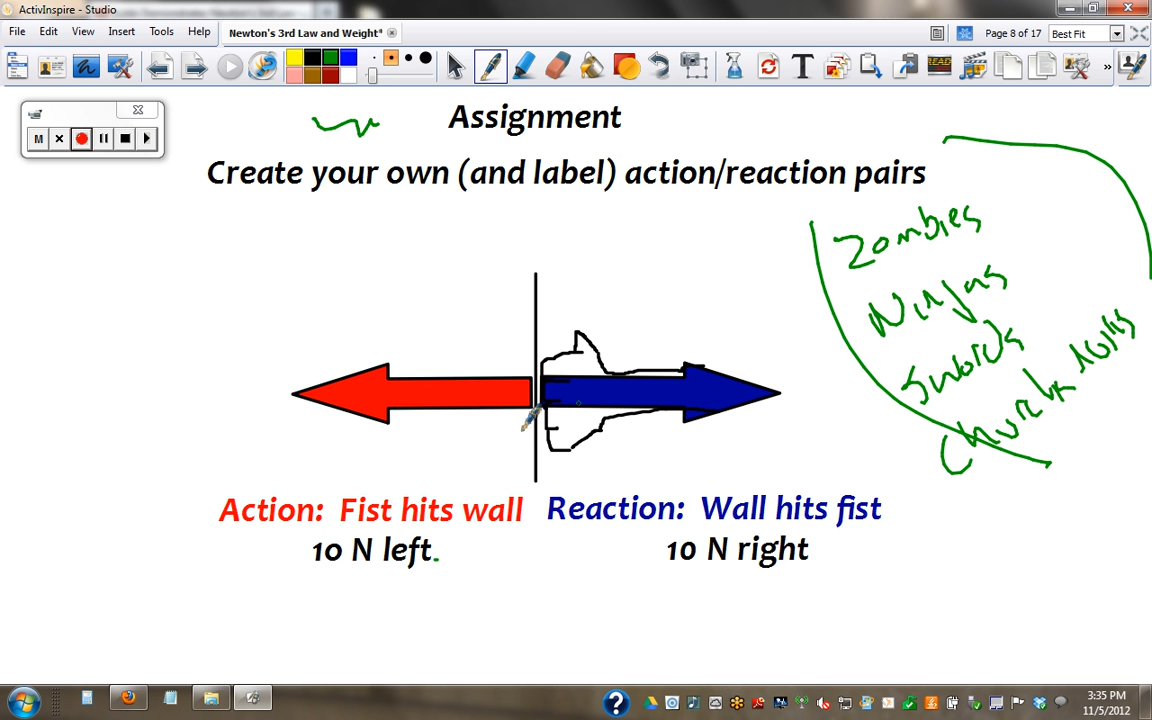 ActivInspire - Studio
File Edit View Insert Tools Help
Newton's 3rd Law and Weight*
Page 8 of 17
Best Fit
M
T
READ
Assignment
Create your own (and label) action/reaction pairs
Zombies
Ninjas
Swords
Action: Fist hits wall
10 N left.
Reaction: Wall hits fist
10 N right
3:35 PM
11/5/2012